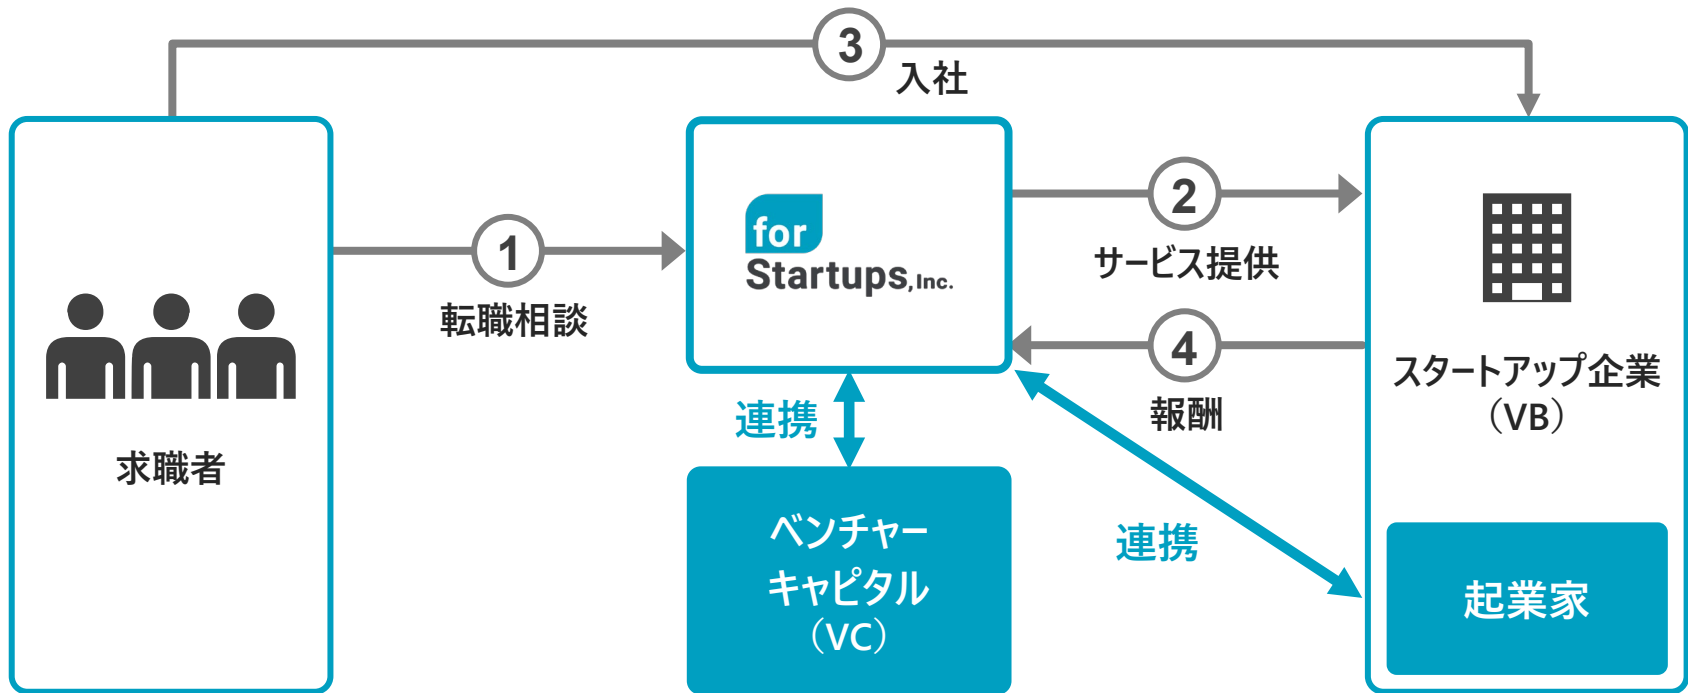 3
入社
1
転職相談
for
Startups,Inc.
2
サービス提供
4
報酬
スタートアップ企業
（VB）
求職者
連携
ベンチャー
キャピタル
（VC）
連携
起業家